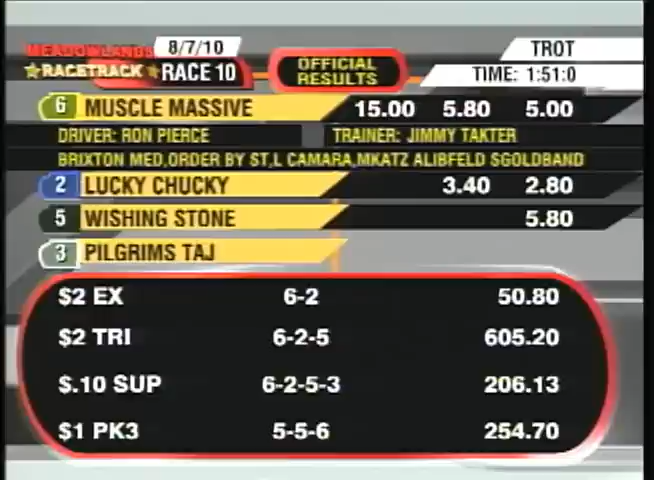 MEADOWLANDS 8/7/10 OFFICIAL RESULTS TROT
★RACETRACK★ RACE 10 TIME: 1:51:0
6 MUSCLE MASSIVE 15.00 5.80 5.00
DRIVER: RON PIERCE TRAINER: JIMMY TAKTER
BRIXTON MED,ORDER BY ST,L CAMARA,MKATZ ALIBFELD SGOLDBAND
2 LUCKY CHUCKY 3.40 2.80
5 WISHING STONE 5.80
3 PILGRIMS TAJ
$2 EX 6-2 50.80
$2 TRI 6-2-5 605.20
$.10 SUP 6-2-5-3 206.13
$1 PK3 5-5-6 254.70